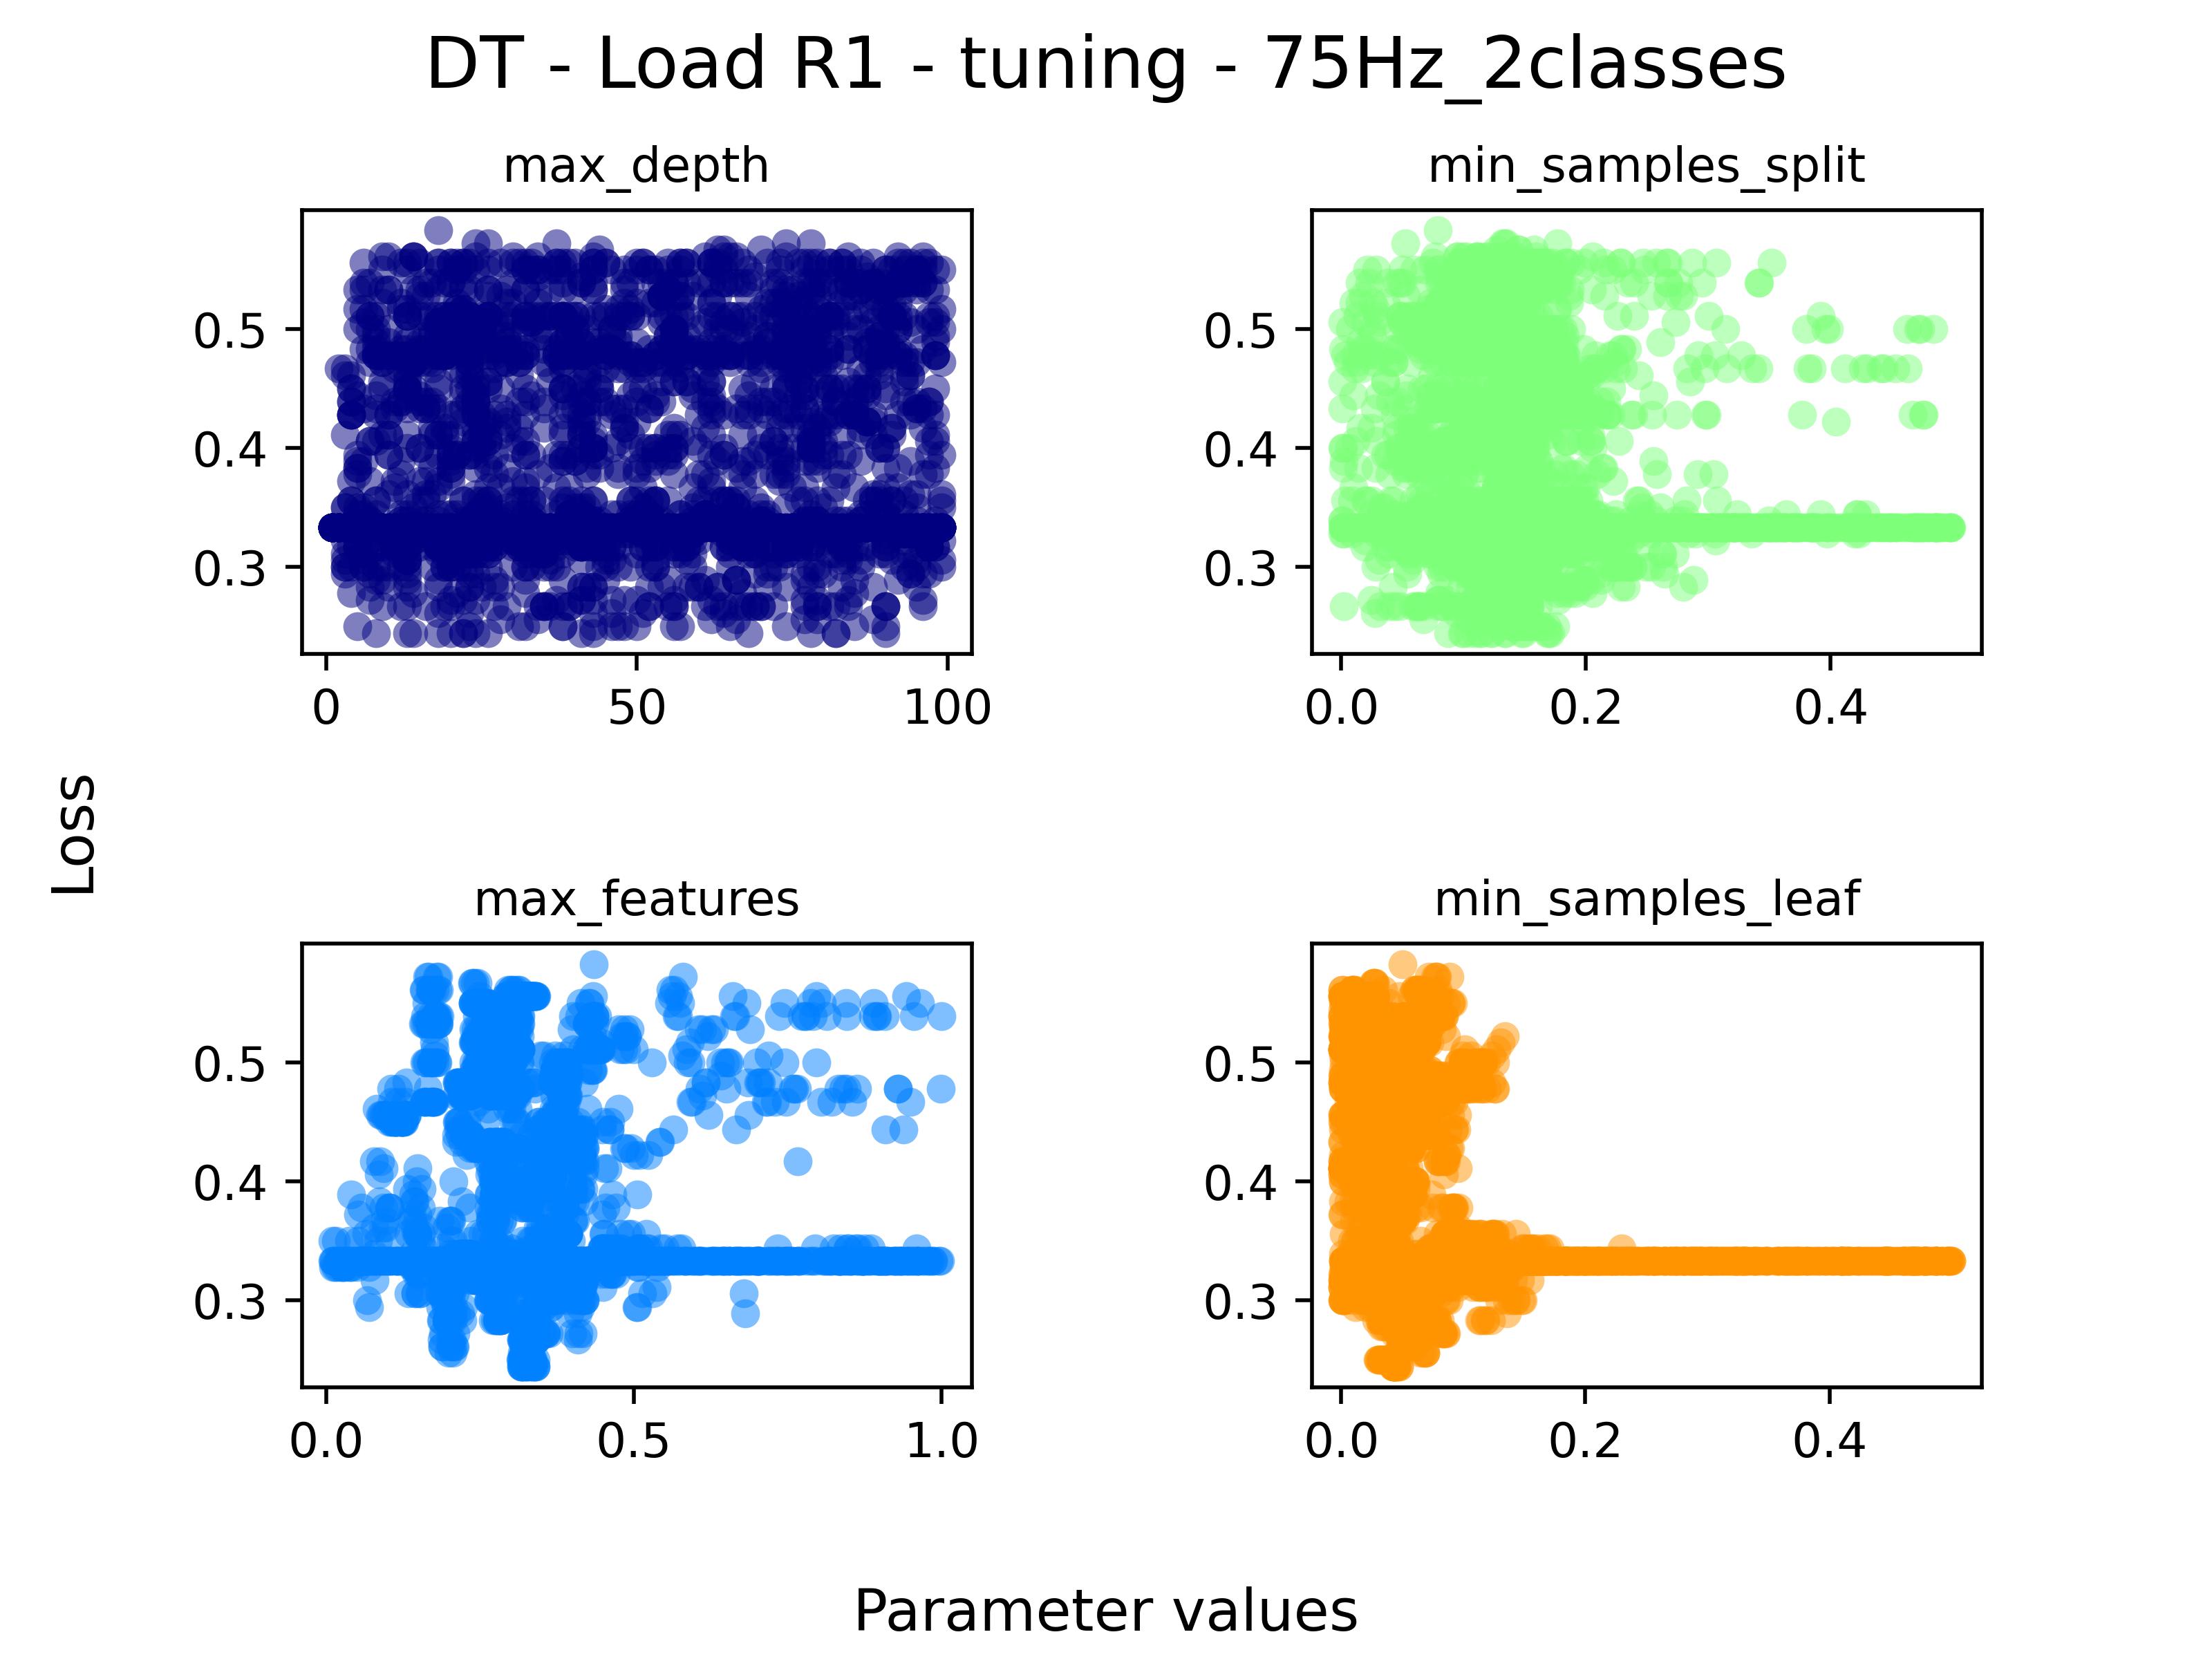 DT - Load R1 - tuning - 75Hz_2classes
max_depth
0.5
0.4
0.3
0 50 100
min_samples_split
0.5
0.4
0.3
0.0 0.2 0.4
Loss
max_features
0.5
0.4
0.3
0.0 0.5 1.0
min_samples_leaf
0.5
0.4
0.3
0.0 0.2 0.4
Parameter values